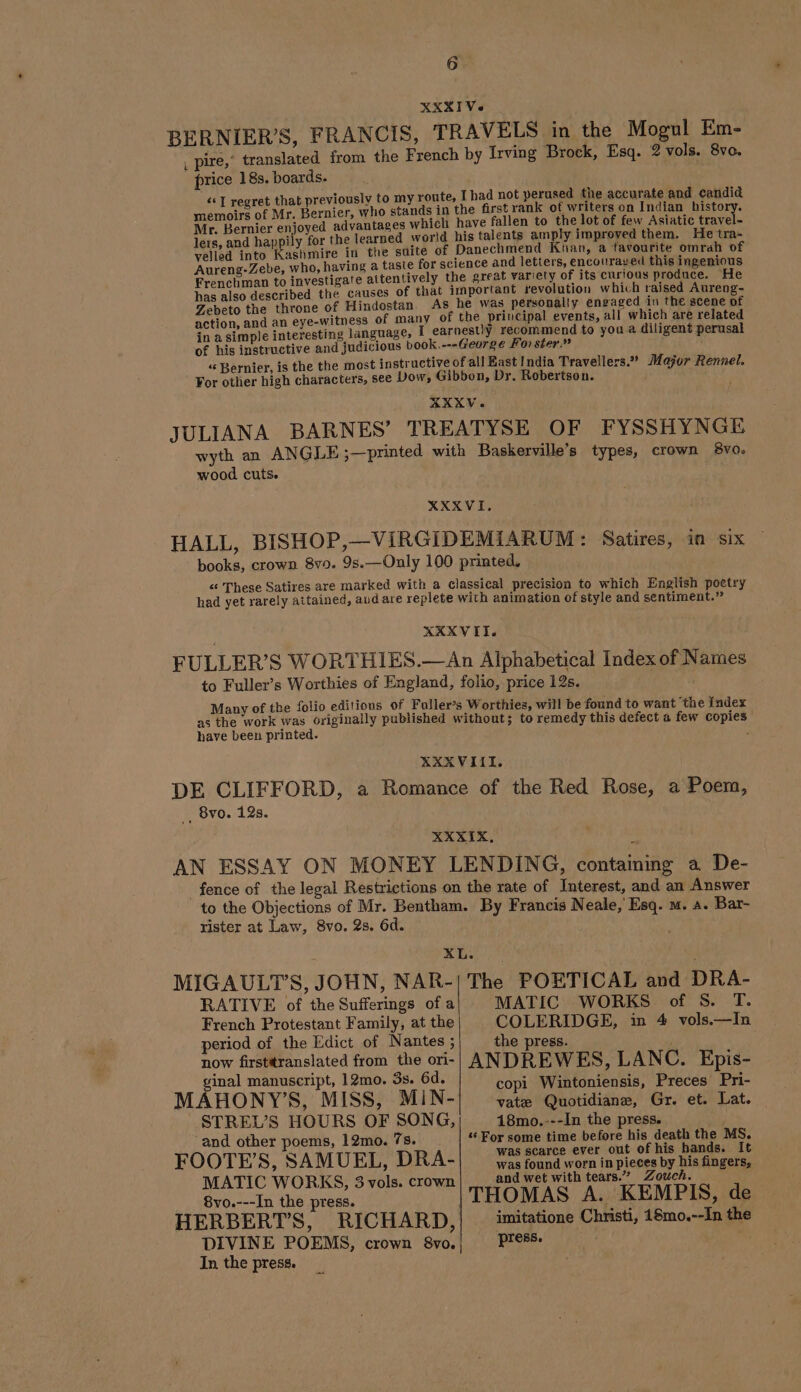 6
XXXIV.
BERNIER'S, FRANCIS, TRAVELS in the Mogul Em-
pire, translated from the French by Irving Brock, Esq. 2 vols. 8vo.
price 18s. boards.
“I regret that previously to my route, I had not perused the accurate and candid
memoirs of Mr. Bernier, who stands in the first rank of writers on Indian history.
Mr. Bernier enjoyed advantages which have fallen to the lot of few Asiatic travel-
lers, and happily for the learned world his talents amply improved them. He tra-
velled into Kashmire in the suite of Danechmend Knan, a favourite omrah of
Aureng-Zebe, who, having a taste for science and letters, encouraged this ingenious
Frenchman to investigate attentively the great variety of its curious produce. He
has also described the causes of that important revolution which raised Aureng-
Zebeto the throne of Hindostan. As he was personally engaged in the scene of
action, and an eye-witness of many of the principal events, all which are related
in a simple interesting language, I earnestly recommend to you a diligent perusal
of his instructive and judicious book.---George Forster.”
“Bernier, is the the most instructive of all East India Travellers.” Major Rennel.
For other high characters, see Dow, Gibbon, Dr. Robertson.
XXXV.
JULIANA BARNES' TREATYSE OF FYSSHYNGE
wyth an ANGLE;—printed with Baskerville's types, crown 8vo.
wood cuts.
XXXVI.
HALL, BISHOP,—VIRGIDEMIARUM: Satires, in six
books, crown 8vo. 9s.—Only 100 printed.
“These Satires are marked with a classical precision to which English poetry
had yet rarely attained, and are replete with animation of style and sentiment.”
XXXVII.
FULLER'S WORTHIES.—An Alphabetical Index of Names
to Fuller's Worthies of England, folio, price 12s.
Many of the folio editions of Fuller's Worthies, will be found to want the Index
as the work was originally published without; to remedy this defect a few copies
have been printed.
XXXVIII.
DE CLIFFORD, a Romance of the Red Rose, a Poem,
8vo. 12s.
XXXIX.
AN ESSAY ON MONEY LENDING, containing a De-
fence of the legal Restrictions on the rate of Interest, and an Answer
to the Objections of Mr. Bentham. By Francis Neale, Esq. M. A. Bar-
rister at Law, 8vo. 2s. 6d.
XL.
MIGAULT'S, JOHN, NAR-
RATIVE of the Sufferings of a
French Protestant Family, at the
period of the Edict of Nantes;
now first translated from the ori-
ginal manuscript, 12mo. 3s. 6d.
MAHONY'S, MISS, MIN-
STREL'S HOURS OF SONG,
and other poems, 12mo. 7s.
FOOTE'S, SAMUEL, DRA-
MATIC WORKS, 3 vols. crown
8vo.---In the press.
HERBERT'S, RICHARD,
DIVINE POEMS, crown 8vo.
In the press.
The POETICAL and DRA-
MATIC WORKS of S. T.
COLERIDGE, in 4 vols.—In
the press.
ANDREWES, LANC. Epis-
copi Wintoniensis, Preces Pri-
vatæ Quotidianæ, Gr. et. Lat.
18mo.---In the press.
“For some time before his death the MS.
was scarce ever out of his hands. It
was found worn in pieces by his fingers,
and wet with tears.” Zouch.
THOMAS A. KEMPIS, de
imitatione Christi, 18mo.--In the
press.